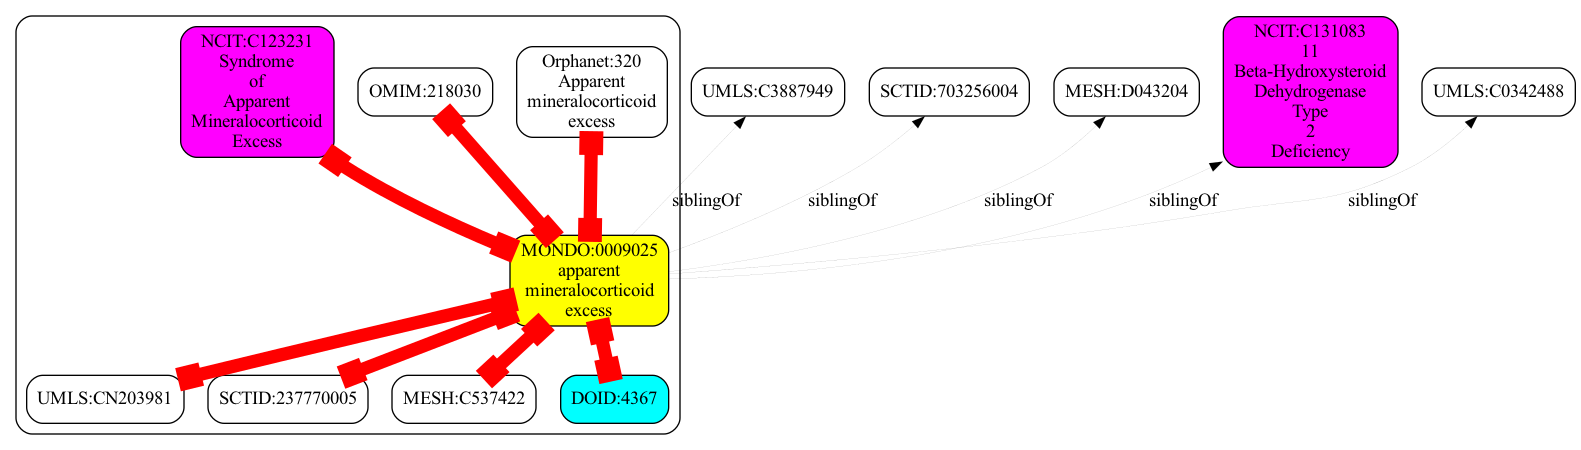 NCIT:C123231
Syndrome
of
Apparent
Mineralocorticoid
Excess
OMIM:218030
Orphanet:320
Apparent
mineralocorticoid
excess
UMLS:C3887949
SCTID:703256004
MESH:D043204
NCIT:C131083
11
Beta-Hydroxysteroid
Dehydrogenase
Type
2
Deficiency
UMLS:C0342488
siblingOf
siblingOf
siblingOf
siblingOf
siblingOf
MONDO:0009025
apparent
mineralocorticoid
excess
UMLS:CN203981
SCTID:237770005
MESH:C537422
DOID:4367